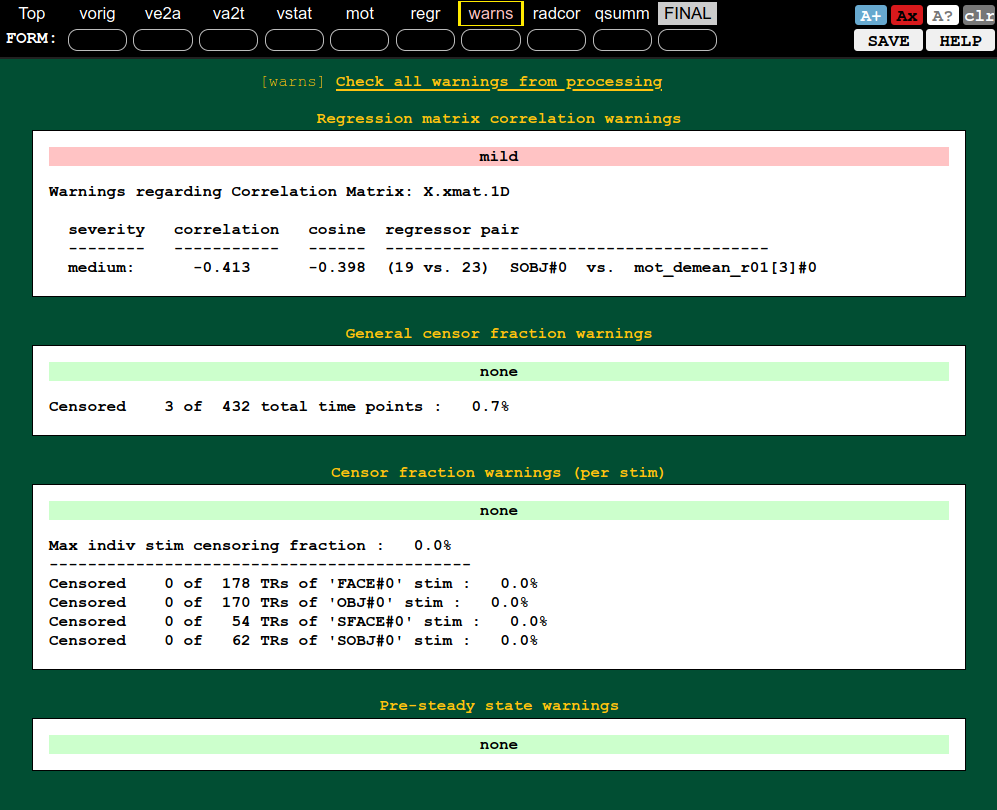 Top vorig ve2a va2t vstat mot regr warns radcor qsumm FINAL A+ Ax A? clr
FORM: SAVE HELP
[warns] Check all warnings from processing
Regression matrix correlation warnings
mild
Warnings regarding Correlation Matrix: X.xmat.1D
severity correlation cosine regressor pair
-------- ----------- ------ ----------------------------------------
medium: -0.413 -0.398 (19 vs. 23) SOBJ#0 vs. mot_demean_r01[3]#0
General censor fraction warnings
none
Censored 3 of 432 total time points : 0.7%
Censor fraction warnings (per stim)
none
Max indiv stim censoring fraction : 0.0%
--------------------------------------------
Censored 0 of 178 TRs of 'FACE#0' stim : 0.0%
Censored 0 of 170 TRs of 'OBJ#0' stim : 0.0%
Censored 0 of 54 TRs of 'SFACE#0' stim : 0.0%
Censored 0 of 62 TRs of 'SOBJ#0' stim : 0.0%
Pre-steady state warnings
none